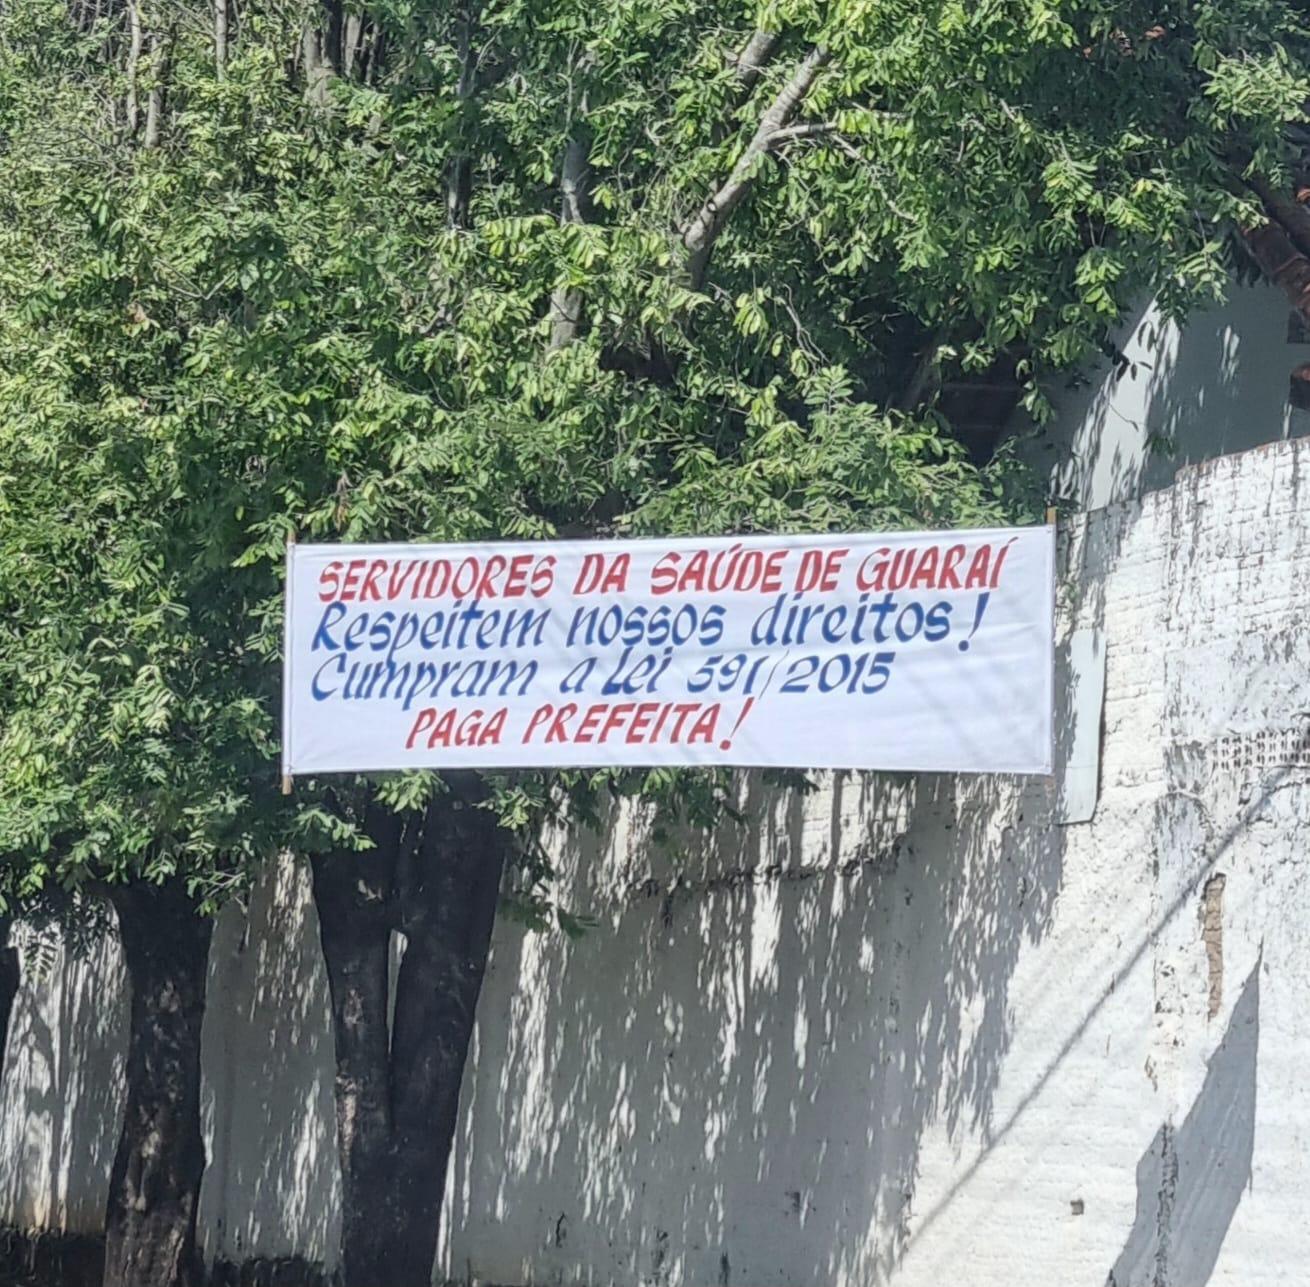 SERVIDORES DA SAÚDE DE GUARAÍ
Respeitem nossos direitos!
Cumpram a Lei 591/2015
PAGA PREFEITA!